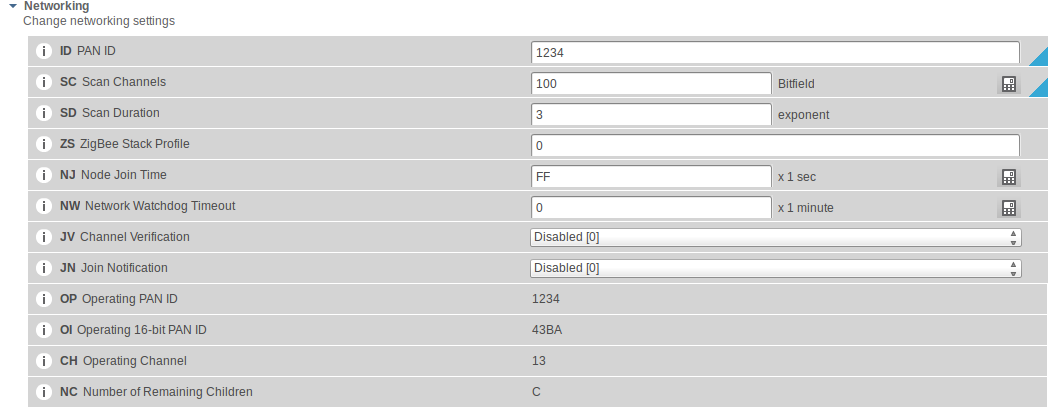 Networking
Change networking settings
ID PAN ID 1234
SC Scan Channels 100 Bitfield
SD Scan Duration 3 exponent
ZS ZigBee Stack Profile 0
NJ Node Join Time FF x 1 sec
NW Network Watchdog Timeout 0 x 1 minute
JV Channel Verification Disabled [0]
JN Join Notification Disabled [0]
OP Operating PAN ID 1234
OI Operating 16-bit PAN ID 43BA
CH Operating Channel 13
NC Number of Remaining Children C